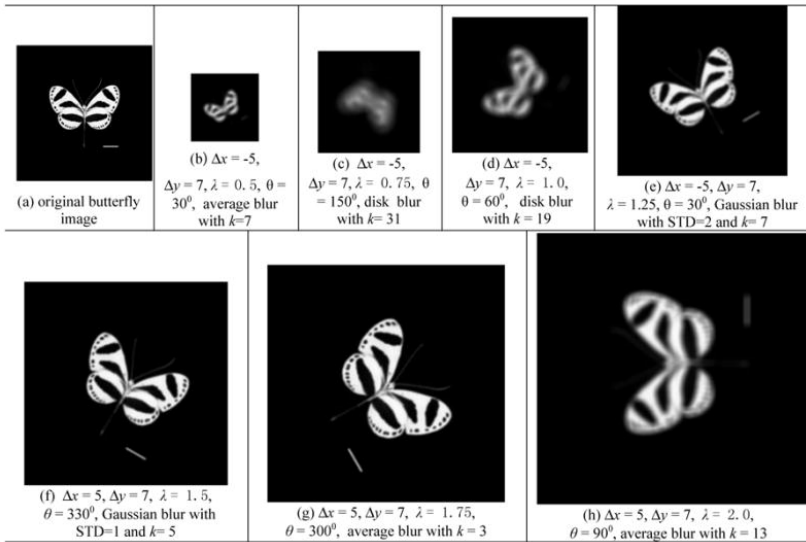 (a) original butterfly
image
(b) Δx = -5,
Δy = 7, λ = 0.5, θ =
30⁰, average blur
with k=7
(c) Δx = -5,
Δy = 7, λ = 0.75, θ
= 150⁰, disk blur
with k= 31
(d) Δx = -5,
Δy = 7, λ = 1.0,
θ = 60⁰, disk blur
with k = 19
(e) Δx = -5, Δy = 7,
λ = 1.25, θ = 30⁰, Gaussian blur
with STD=2 and k= 7
(f) Δx = 5, Δy = 7, λ = 1.5,
θ = 330⁰, Gaussian blur with
STD=1 and k= 5
(g) Δx = 5, Δy = 7, λ = 1.75,
θ = 300⁰, average blur with k = 3
(h) Δx = 5, Δy = 7, λ = 2.0,
θ = 90⁰, average blur with k = 13